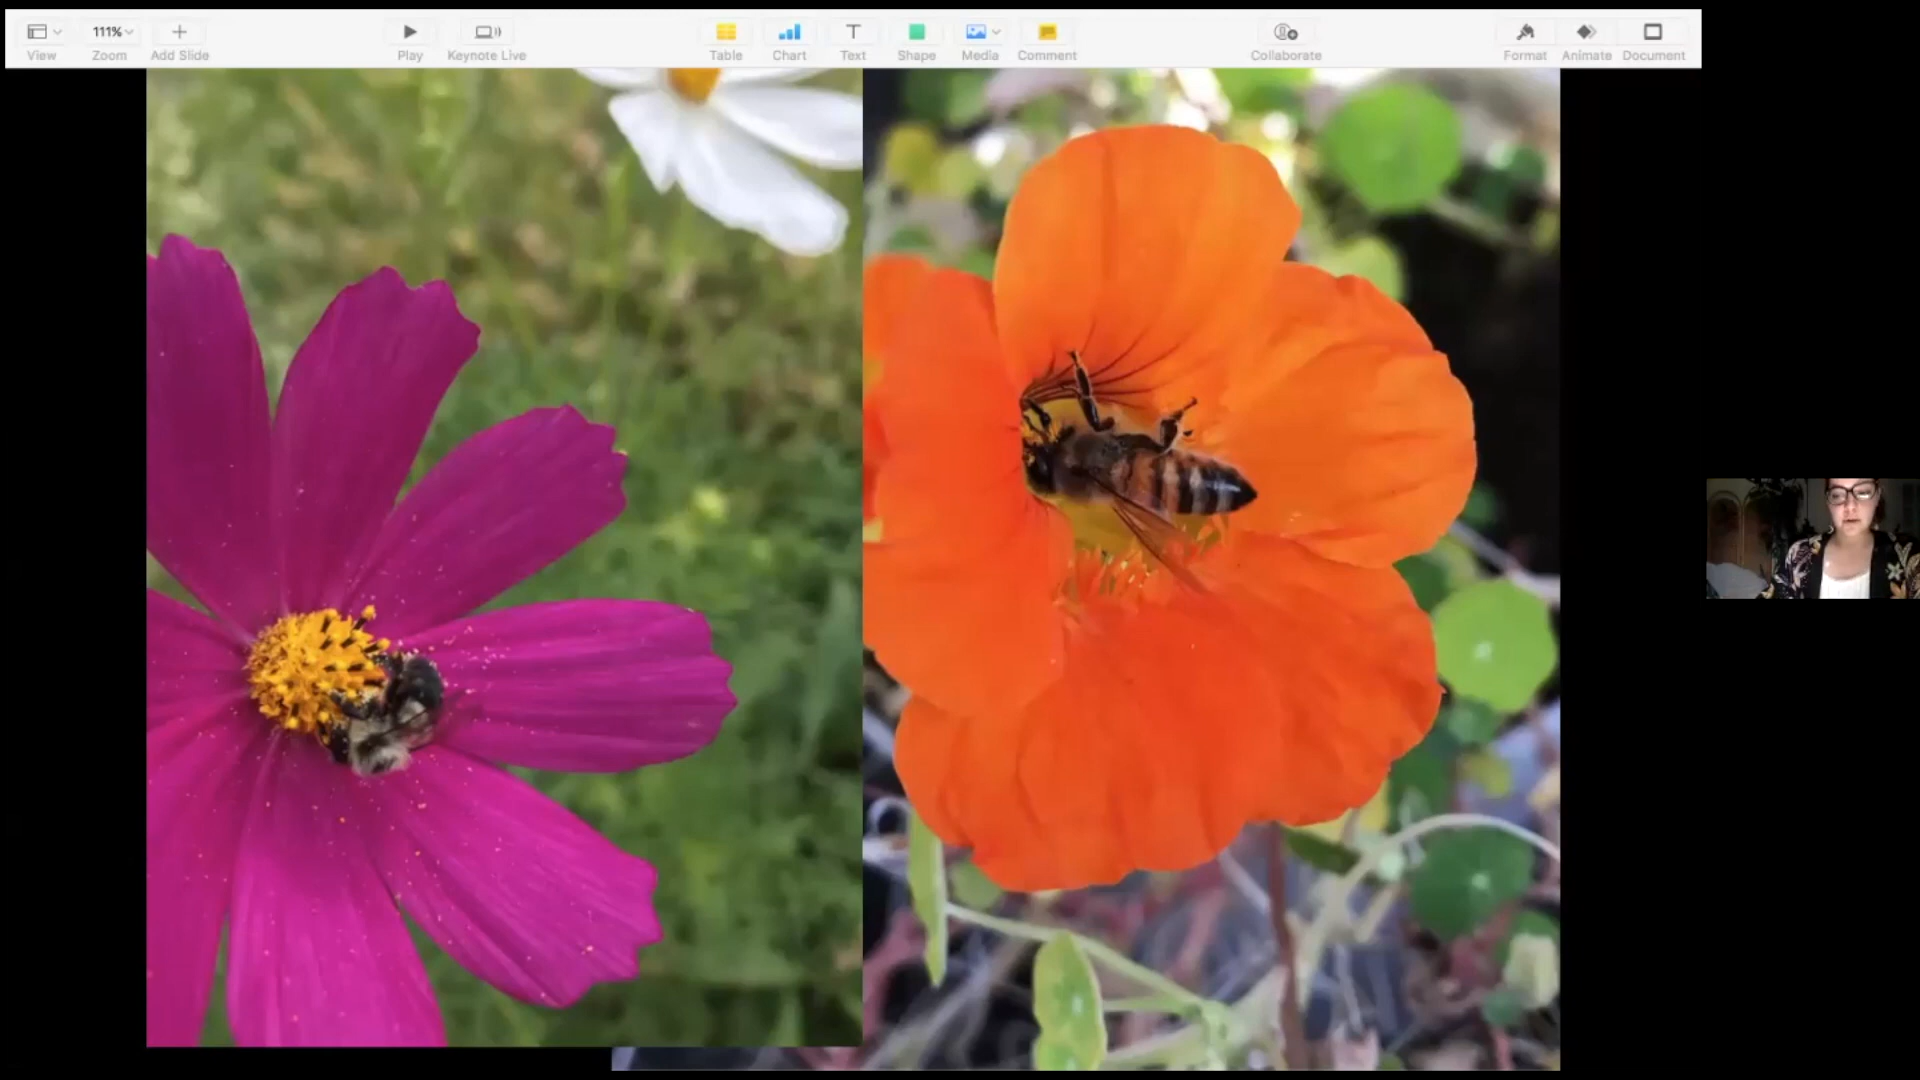 111%
View
Zoom
Add Slide
Play
Keynote Live
Table
Chart
Text
Shape
Media
Comment
Collaborate
Format
Animate
Document